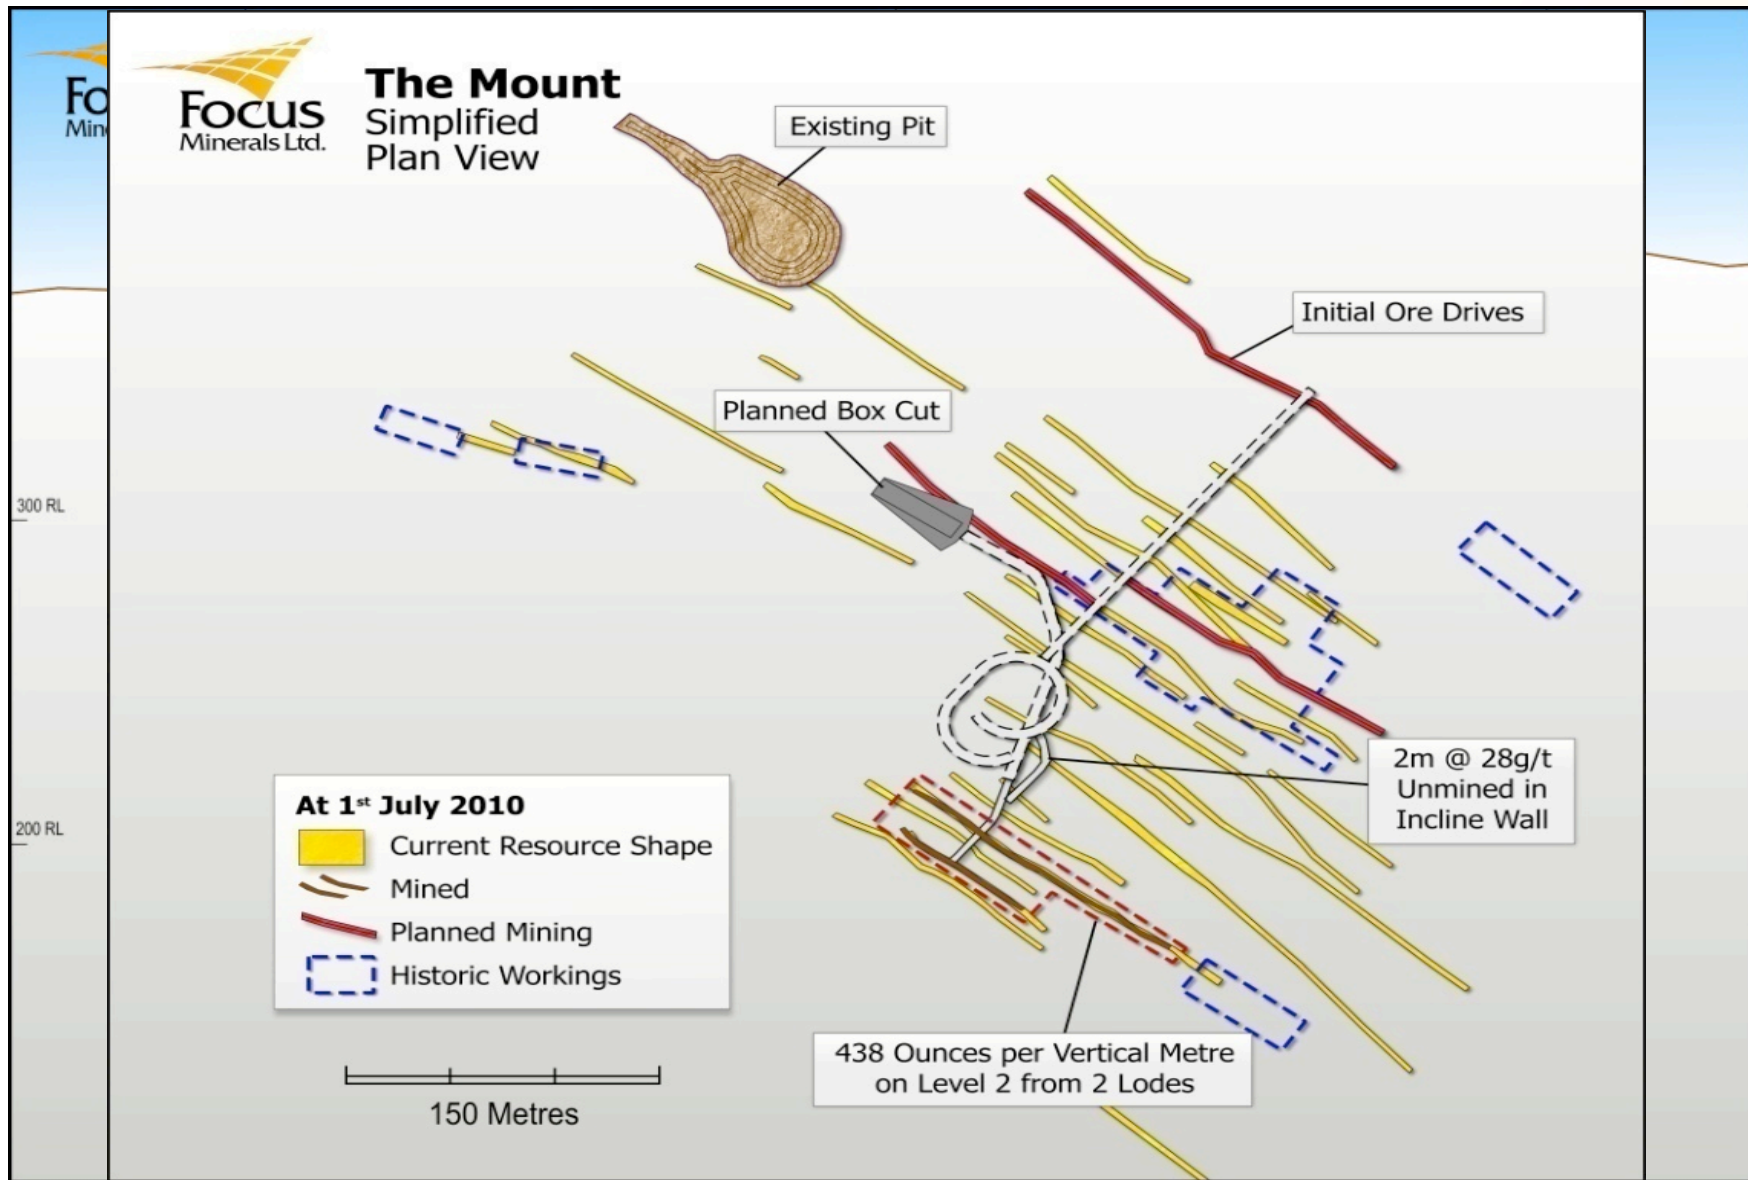 Fo
Min
Focus
Minerals Ltd.
The Mount
Simplified
Plan View
Existing Pit
Initial Ore Drives
Planned Box Cut
300 RL
200 RL
2m @ 28g/t
Unmined in
Incline Wall
At 1st July 2010
Current Resource Shape
Mined
Planned Mining
Historic Workings
438 Ounces per Vertical Metre
on Level 2 from 2 Lodes
150 Metres